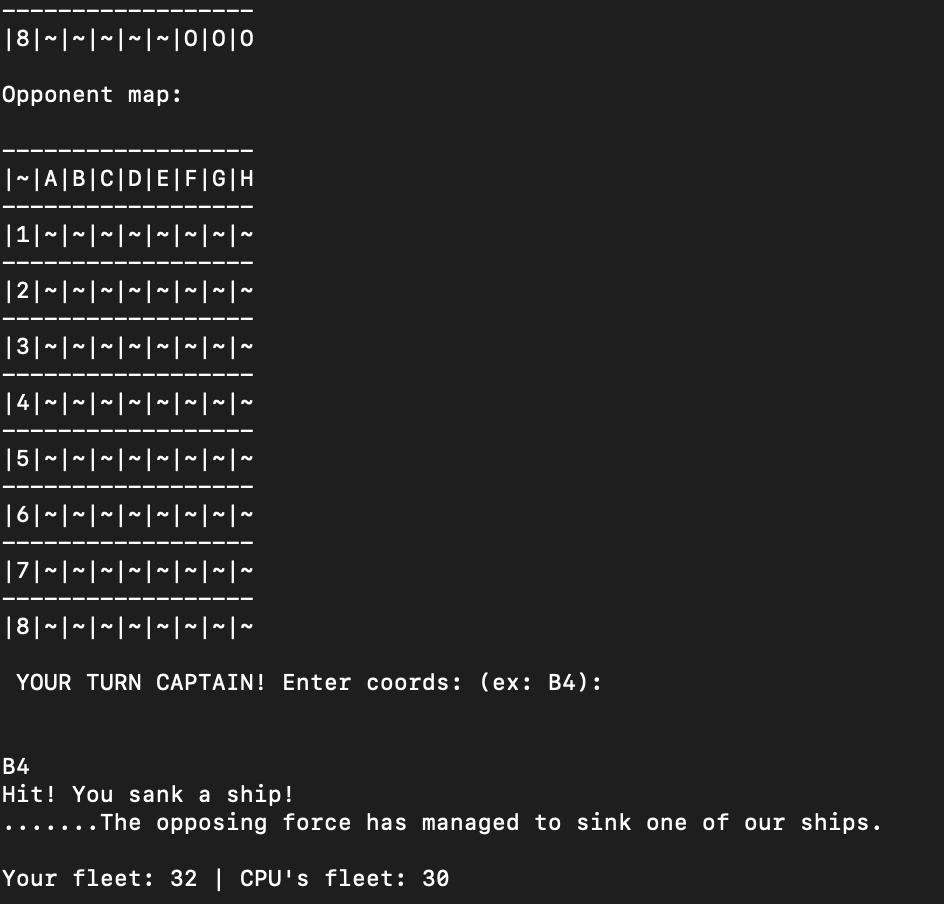 ------------------
|8|~|~|~|~|~|O|O|O
Opponent map:
------------------
|~|A|B|C|D|E|F|G|H
------------------
|1|~|~|~|~|~|~|~|~
------------------
|2|~|~|~|~|~|~|~|~
------------------
|3|~|~|~|~|~|~|~|~
------------------
|4|~|~|~|~|~|~|~|~
------------------
|5|~|~|~|~|~|~|~|~
------------------
|6|~|~|~|~|~|~|~|~
------------------
|7|~|~|~|~|~|~|~|~
------------------
|8|~|~|~|~|~|~|~|~
YOUR TURN CAPTAIN! Enter coords: (ex: B4):
B4
Hit! You sank a ship!
.......The opposing force has managed to sink one of our ships.
Your fleet: 32 | CPU's fleet: 30